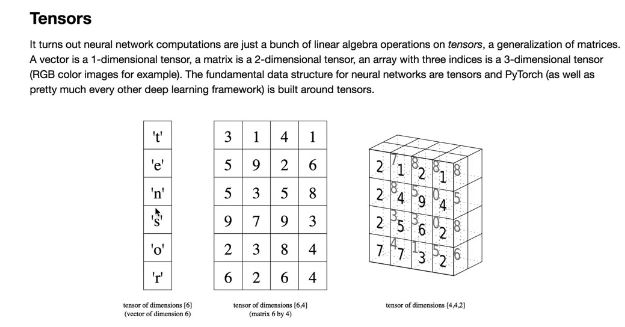 Tensors
It turns out neural network computations are just a bunch of linear algebra operations on tensors, a generalization of matrices.
A vector is a 1-dimensional tensor, a matrix is a 2-dimensional tensor, an array with three indices is a 3-dimensional tensor
(RGB color images for example). The fundamental data structure for neural networks are tensors and PyTorch (as well as
pretty much every other deep learning framework) is built around tensors.
't'
'e'
'n'
's'
'o'
'r'
3 1 4 1
5 9 2 6
5 3 5 8
9 7 9 3
2 3 8 4
6 2 6 4
2 7 1 8 2 8 1 8
2 8 4 5 9 0 4 5
2 3 5 3 6 0 2 8
7 4 7 1 3 5 2 6
tensor of dimensions [6]
(vector of dimension 6)
tensor of dimensions [6,4]
(matrix 6 by 4)
tensor of dimensions [4,4,2]